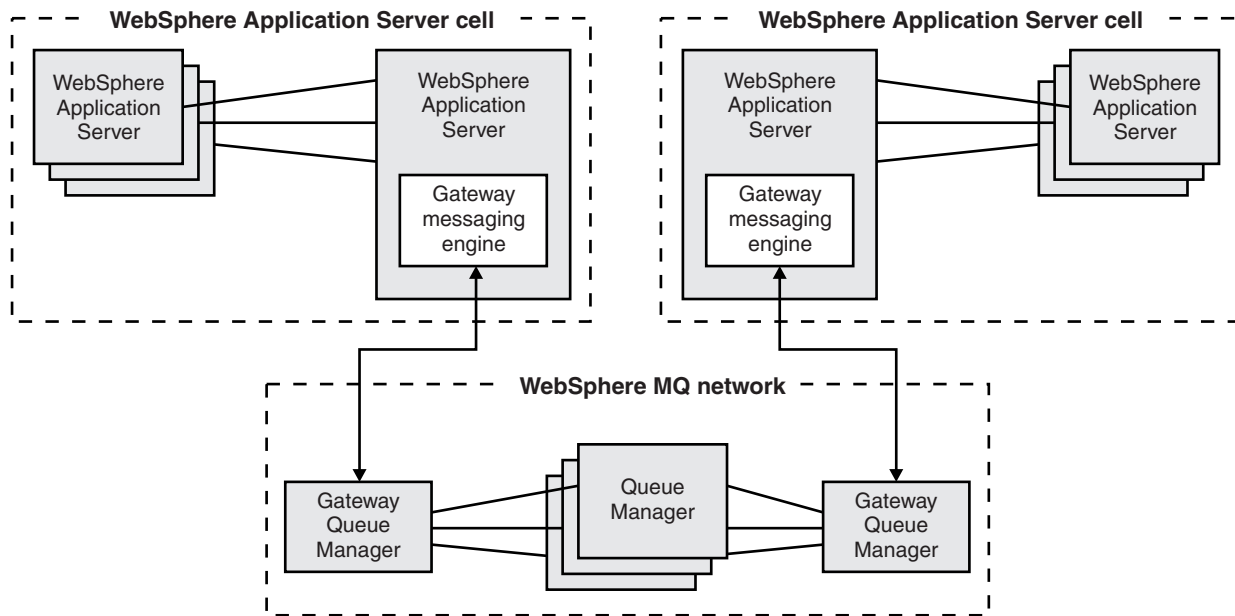 WebSphere Application Server cell
WebSphere Application Server cell
WebSphere
Application
Server
WebSphere
Application
Server
Gateway
messaging
engine
WebSphere
Application
Server
Gateway
messaging
engine
WebSphere
Application
Server
WebSphere MQ network
Gateway
Queue
Manager
Queue
Manager
Gateway
Queue
Manager